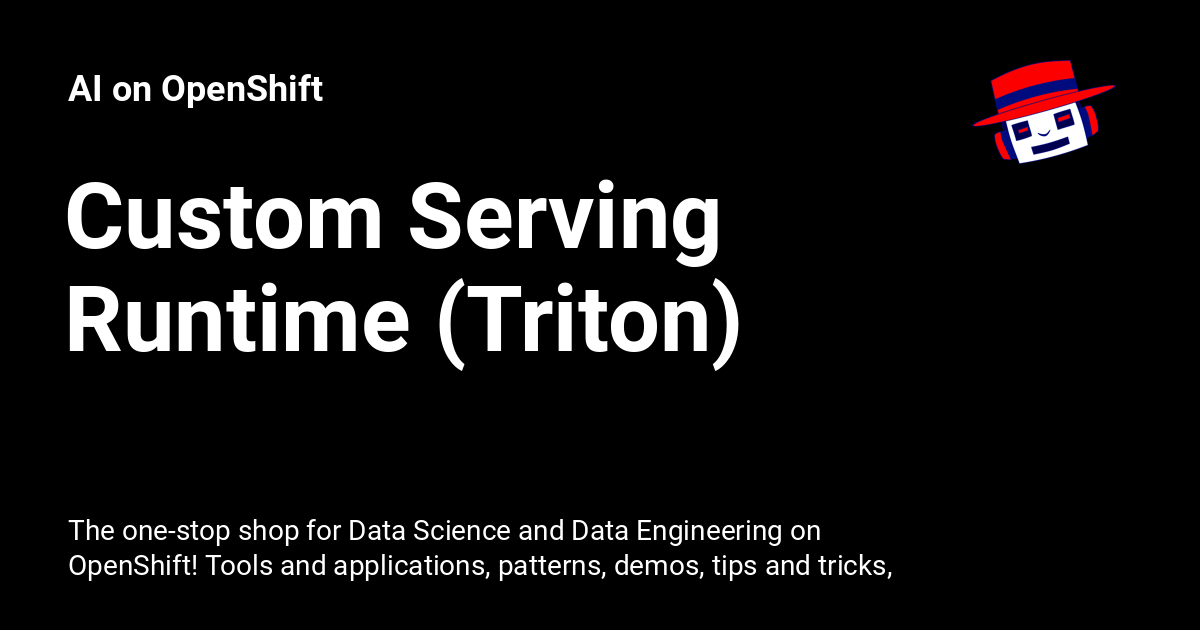 AI on OpenShift
Custom Serving
Runtime (Triton)
The one-stop shop for Data Science and Data Engineering on
OpenShift! Tools and applications, patterns, demos, tips and tricks,